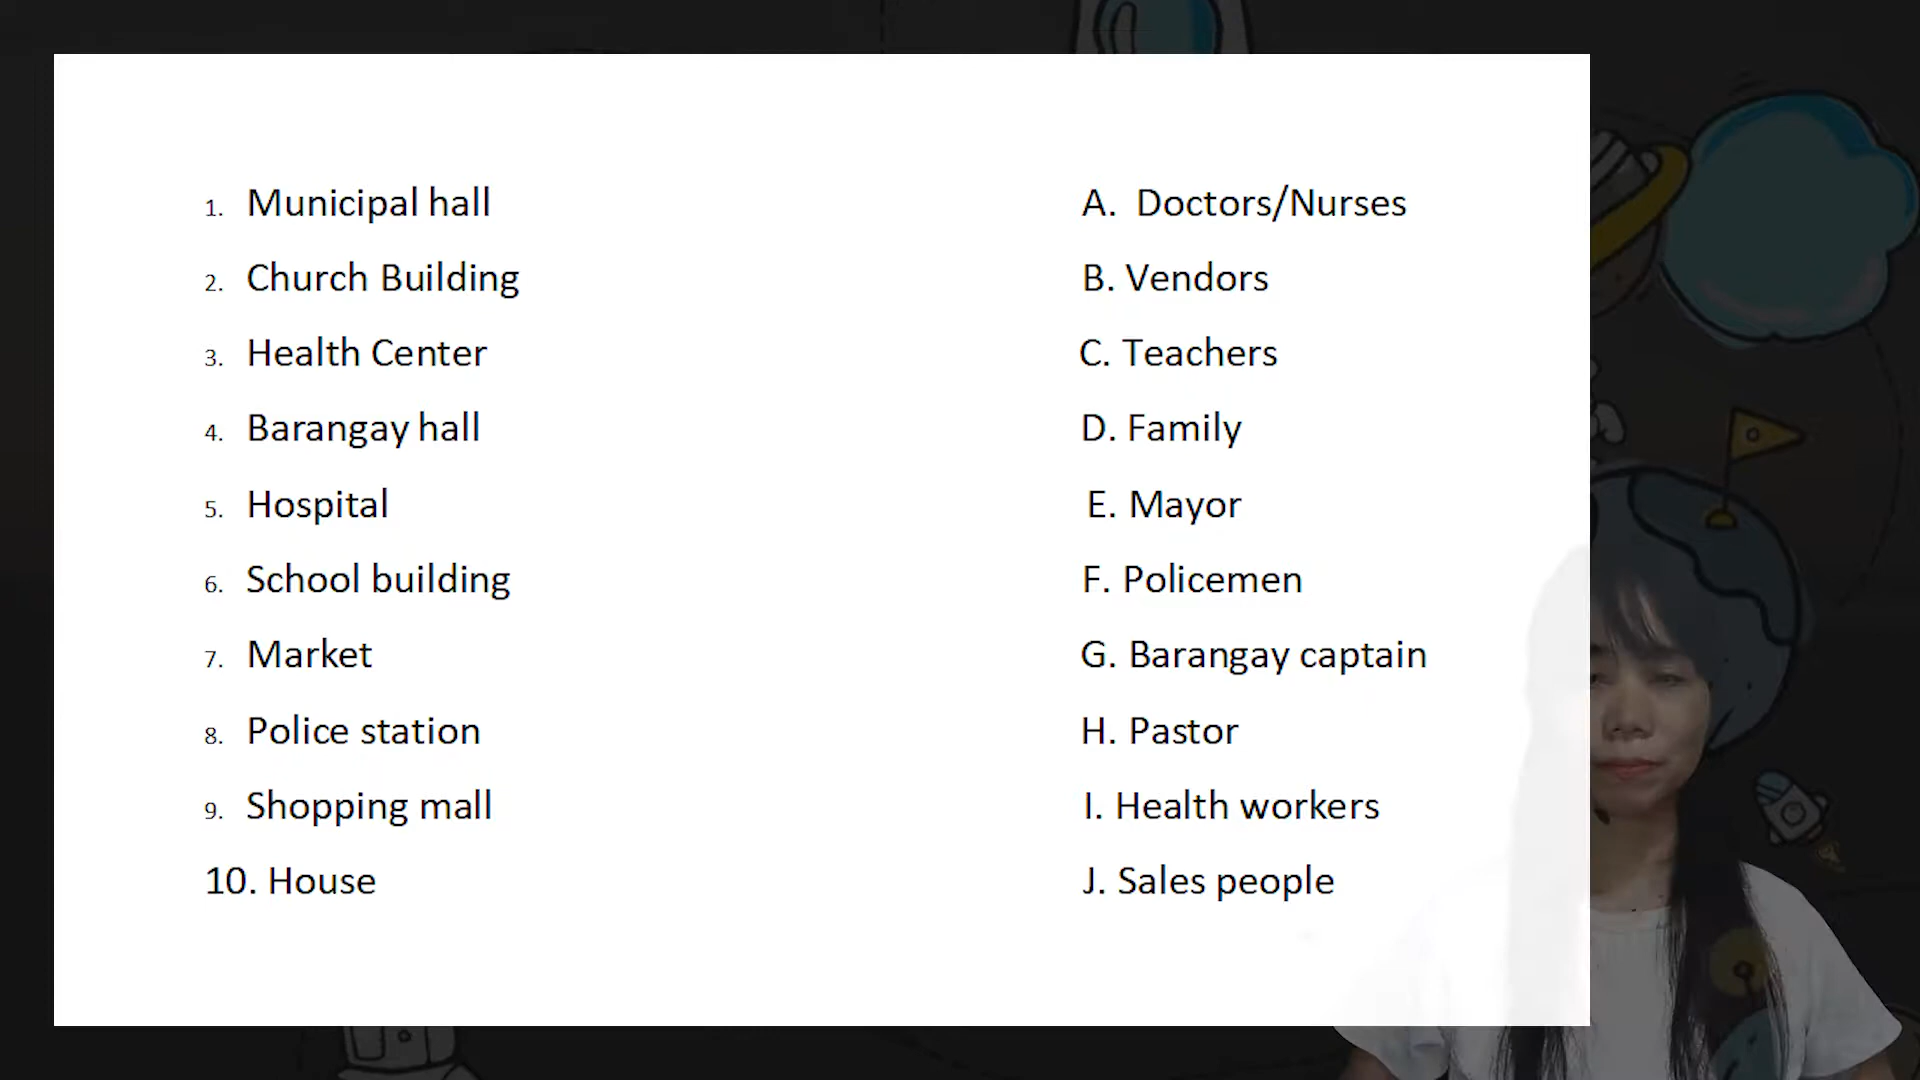 1. Municipal hall
A. Doctors/Nurses
2. Church Building
B. Vendors
3. Health Center
C. Teachers
4. Barangay hall
D. Family
5. Hospital
E. Mayor
6. School building
F. Policemen
7. Market
G. Barangay captain
8. Police station
H. Pastor
9. Shopping mall
I. Health workers
10. House
J. Sales people